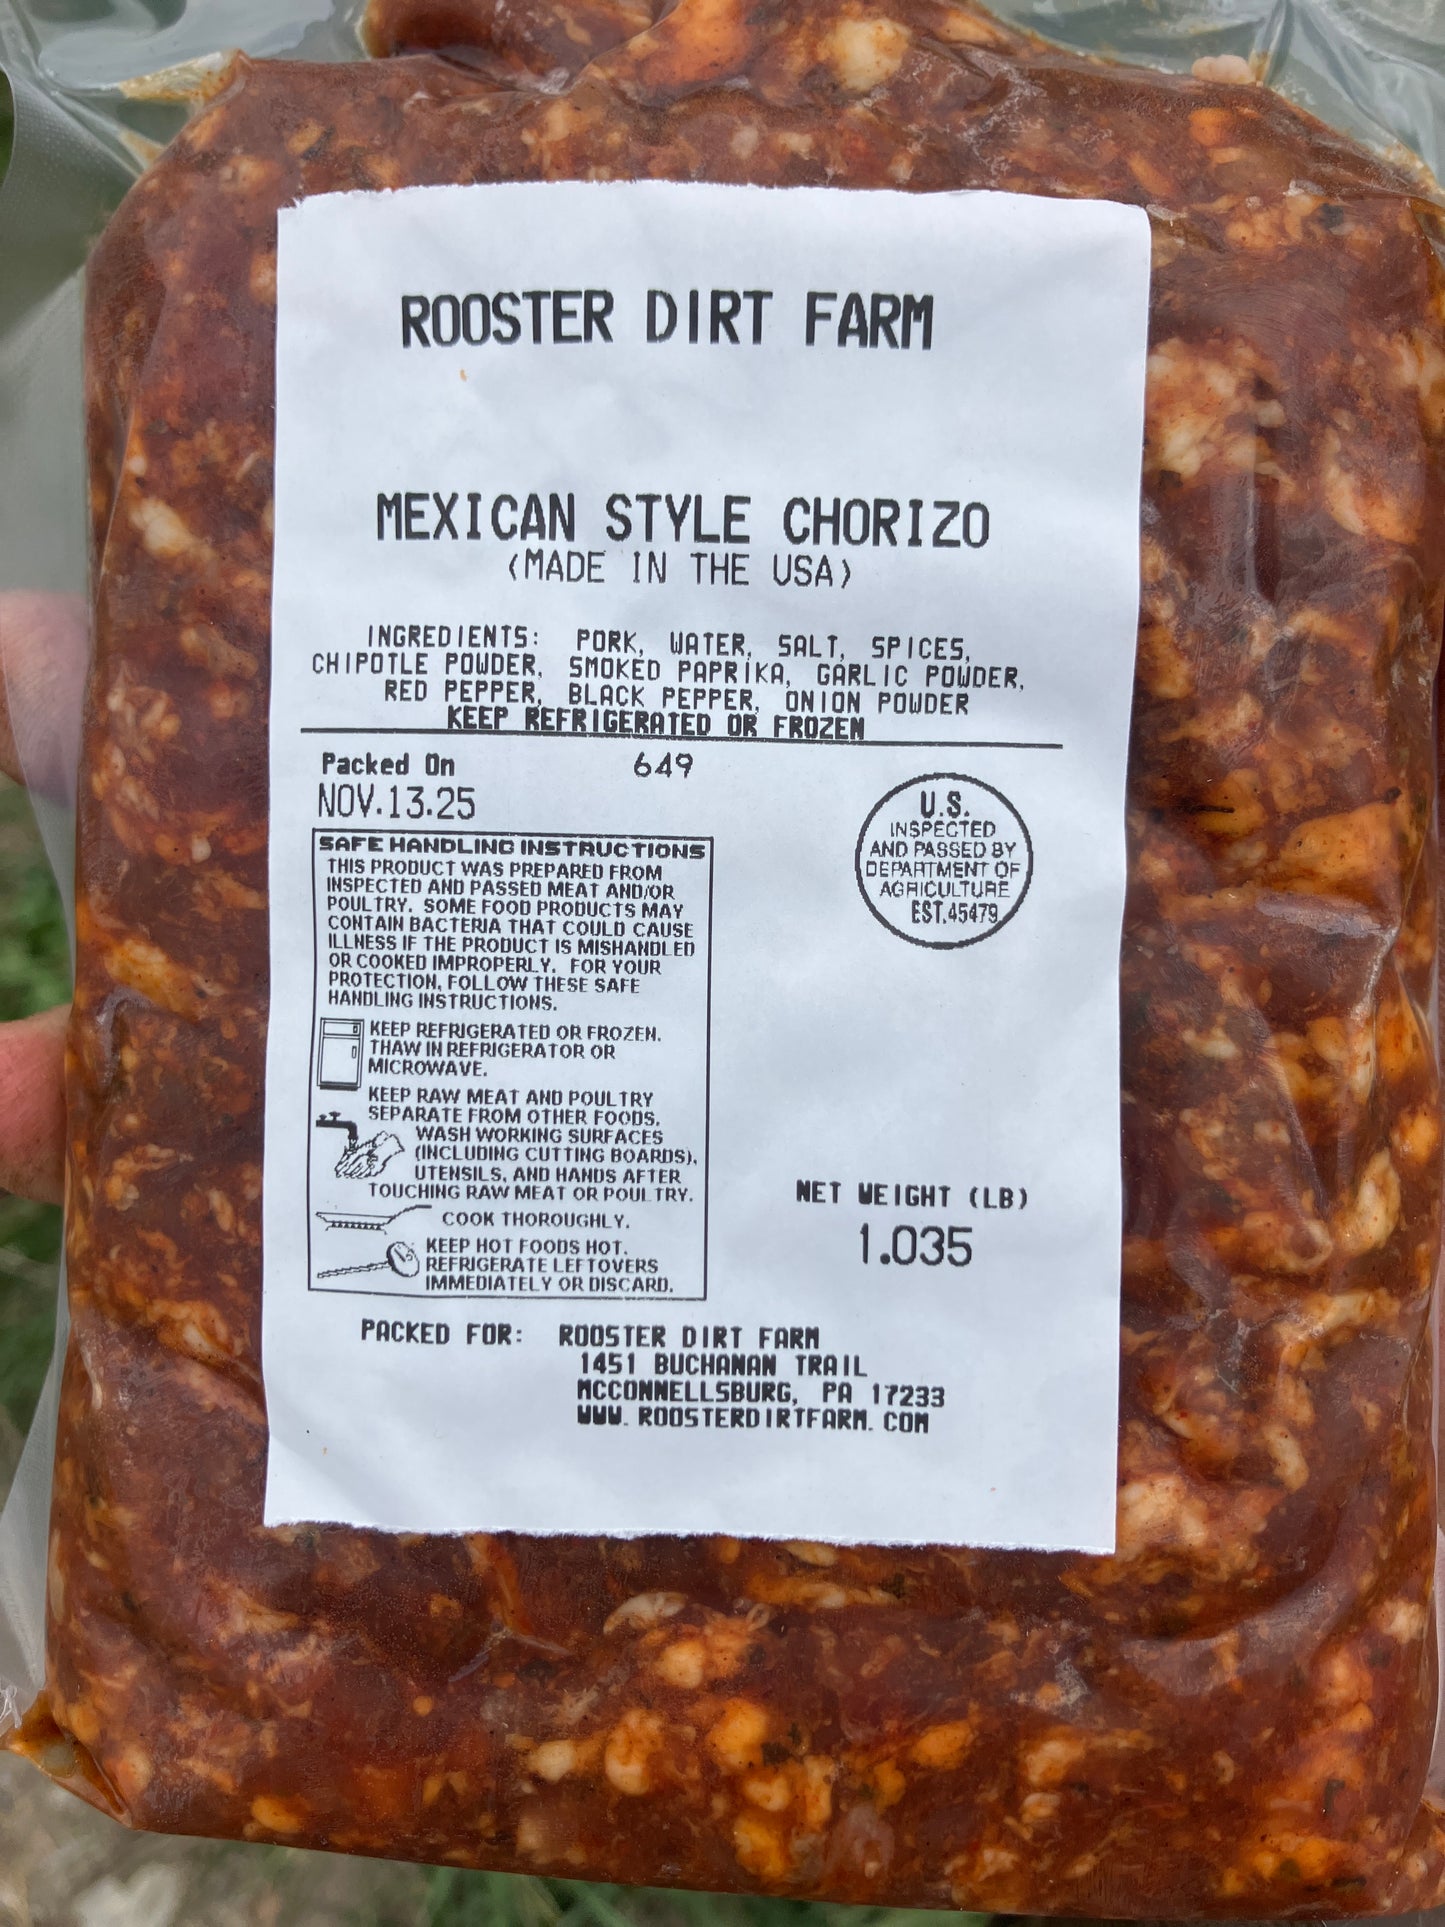 ROOSTER DIRT FARM
MEXICAN STYLE CHORIZO
(MADE IN THE USA)
INGREDIENTS: PORK, WATER, SALT, SPICES,
CHIPOTLE POWDER, SMOKED PAPRIKA, GARLIC POWDER,
RED PEPPER, BLACK PEPPER, ONION POWDER
KEEP REFRIGERATED OR FROZEN
Packed On 649
NOV.13.25
SAFE HANDLING INSTRUCTIONS
THIS PRODUCT WAS PREPARED FROM
INSPECTED AND PASSED MEAT AND/OR
POULTRY. SOME FOOD PRODUCTS MAY
CONTAIN BACTERIA THAT COULD CAUSE
ILLNESS IF THE PRODUCT IS MISHANDLED
OR COOKED IMPROPERLY. FOR YOUR
PROTECTION, FOLLOW THESE SAFE
HANDLING INSTRUCTIONS.
KEEP REFRIGERATED OR FROZEN.
THAW IN REFRIGERATOR OR
MICROWAVE.
KEEP RAW MEAT AND POULTRY
SEPARATE FROM OTHER FOODS.
WASH WORKING SURFACES
(INCLUDING CUTTING BOARDS),
UTENSILS, AND HANDS AFTER
TOUCHING RAW MEAT OR POULTRY.
COOK THOROUGHLY.
KEEP HOT FOODS HOT.
REFRIGERATE LEFTOVERS
IMMEDIATELY OR DISCARD.
U.S.
INSPECTED
AND PASSED BY
DEPARTMENT OF
AGRICULTURE
EST.45479
NET WEIGHT (LB)
1.035
PACKED FOR: ROOSTER DIRT FARM
1451 BUCHANAN TRAIL
MCCONNELLSBURG, PA 17233
WWW.ROOSTERDIRTFARM.COM